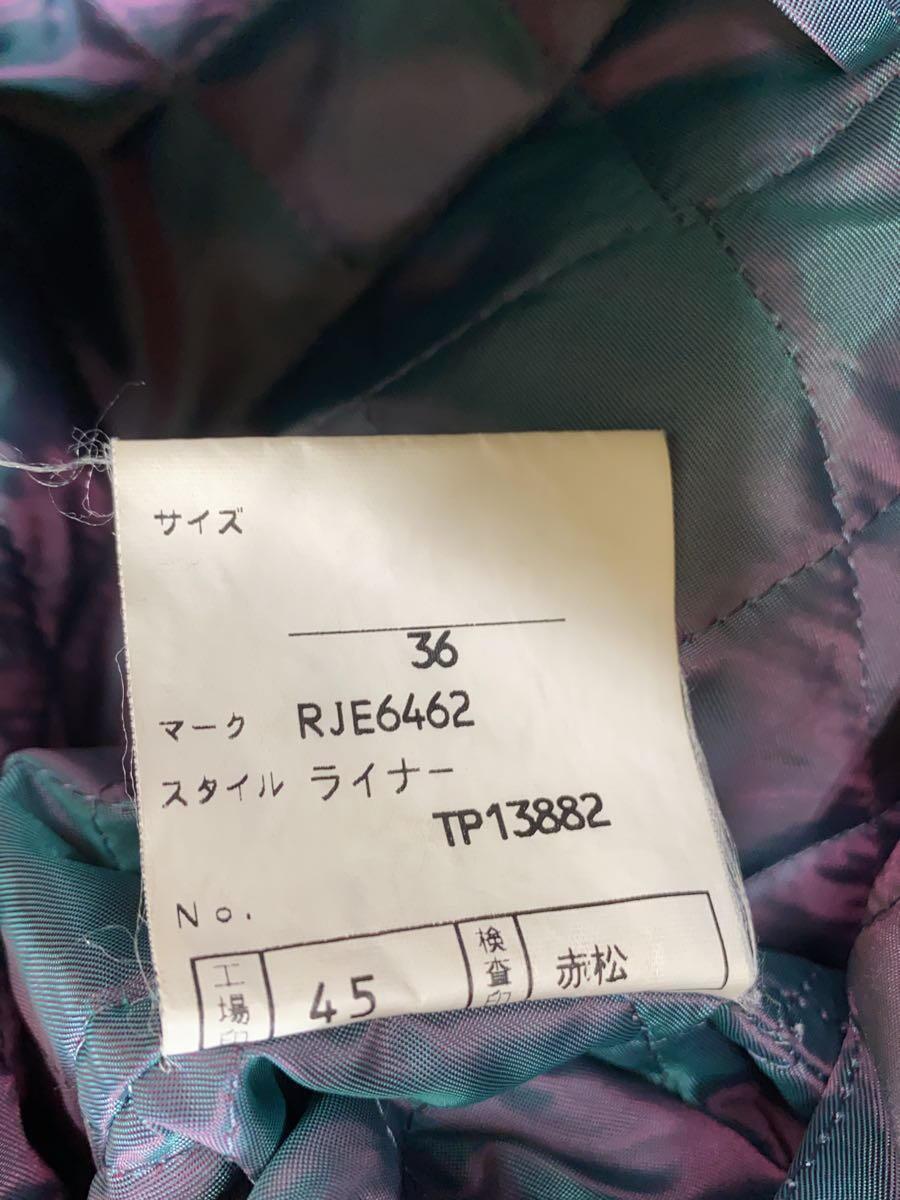 サイズ
36
マーク RJE6462
スタイル ライナー
TP13882
No.
工場印 45 検査印 赤松